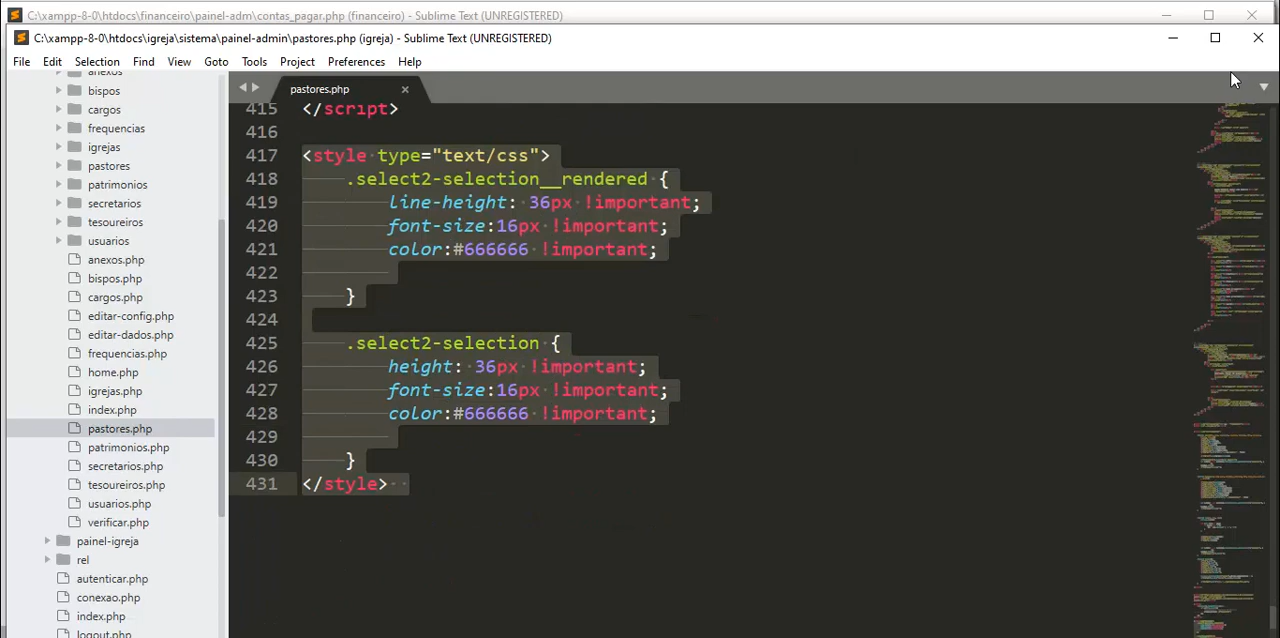 C:\xampp-8-0\htdocs\financeiro\painel-adm\contas_pagar.php (financeiro) - Sublime Text (UNREGISTERED)
C:\xampp-8-0\htdocs\igreja\sistema\painel-admin\pastores.php (igreja) - Sublime Text (UNREGISTERED)
File Edit Selection Find View Goto Tools Project Preferences Help
anexos
bispos
cargos
frequencias
igrejas
pastores
patrimonios
secretarios
tesoureiros
usuarios
anexos.php
bispos.php
cargos.php
editar-config.php
editar-dados.php
frequencias.php
home.php
igrejas.php
index.php
pastores.php
patrimonios.php
secretarios.php
tesoureiros.php
usuarios.php
verificar.php
painel-igreja
rel
autenticar.php
conexao.php
index.php
logout.php
pastores.php
415 </script>
416
417 <style type="text/css">
418 .select2-selection__rendered {
419 line-height: 36px !important;
420 font-size:16px !important;
421 color:#666666 !important;
422
423 }
424
425 .select2-selection {
426 height: 36px !important;
427 font-size:16px !important;
428 color:#666666 !important;
429
430 }
431 </style>